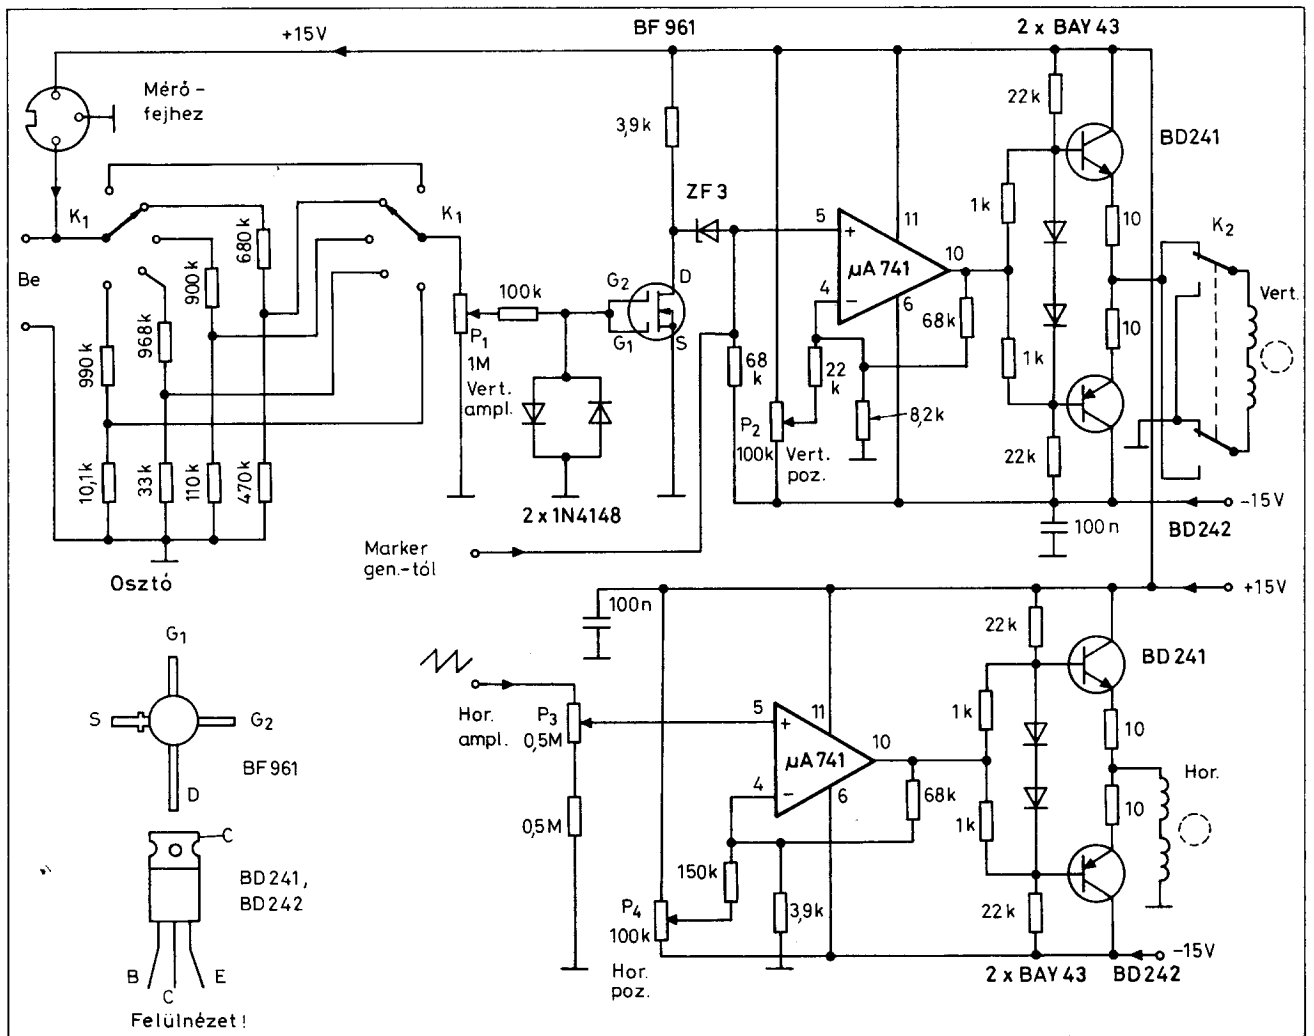 BF 961
2 x BAY 43
+15V
Mérő-
fejhez
3,9k
22k
BD241
ZF 3
K1
K1
680k
1k
10
K2
5
11
+
Be
900k
µA 741
10
D
G2
100k
4
−
6
Vert.
968k
P1
1M
Vert.
ampl.
G1
S
68k
10
990k
68
k
22
k
1k
8,2k
P2
100k
Vert.
poz.
22k
10,1k
33k
110k
470k
2 x 1N4148
−15V
100n
BD242
Marker
gen.-tól
Osztó
+15V
100n
22k
G1
BD241
S
G2
Hor.
ampl.
P3
0,5M
5
11
+
1k
10
BF961
µA 741
10
Hor.
4
−
6
68k
10
D
0,5M
1k
C
150k
BD241,
BD242
P4
100k
3,9k
22k
−15V
B
C
E
Hor.
poz.
2 x BAY 43
BD242
Felülnézet!